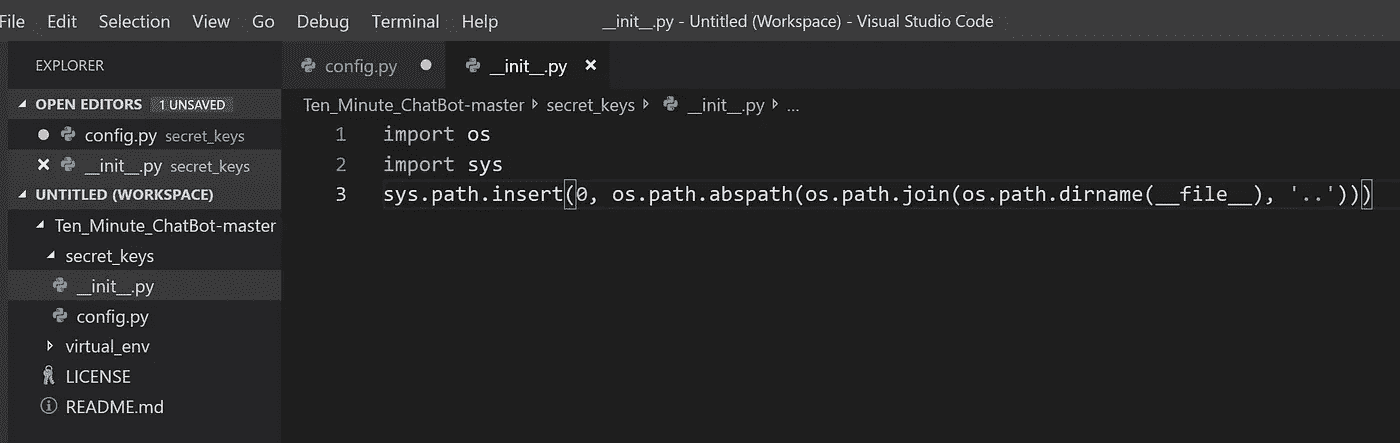 File Edit Selection View Go Debug Terminal Help __init__.py - Untitled (Workspace) - Visual Studio Code
EXPLORER
OPEN EDITORS 1 UNSAVED
config.py secret_keys
__init__.py secret_keys
UNTITLED (WORKSPACE)
Ten_Minute_ChatBot-master
secret_keys
__init__.py
config.py
virtual_env
LICENSE
README.md
config.py __init__.py
Ten_Minute_ChatBot-master secret_keys __init__.py ...
1 import os
2 import sys
3 sys.path.insert(0, os.path.abspath(os.path.join(os.path.dirname(__file__), '..')))